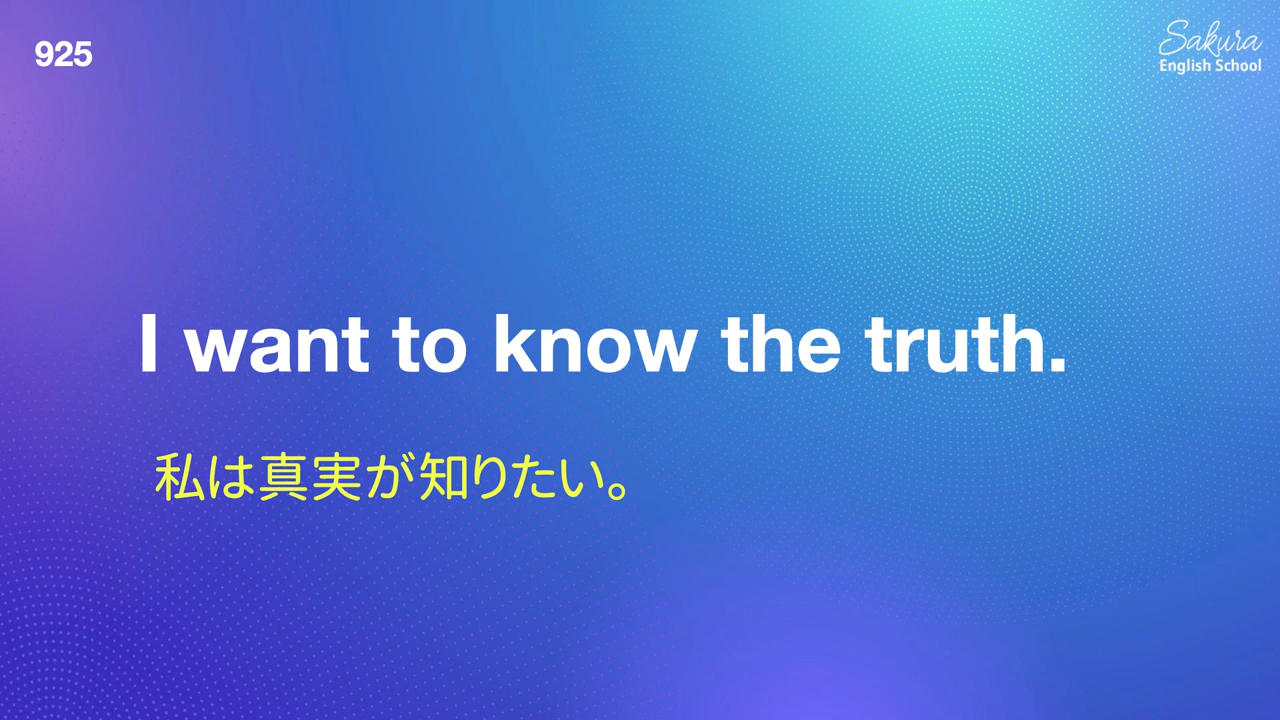 925
Sakura
English School
I want to know the truth.
私は真実が知りたい。